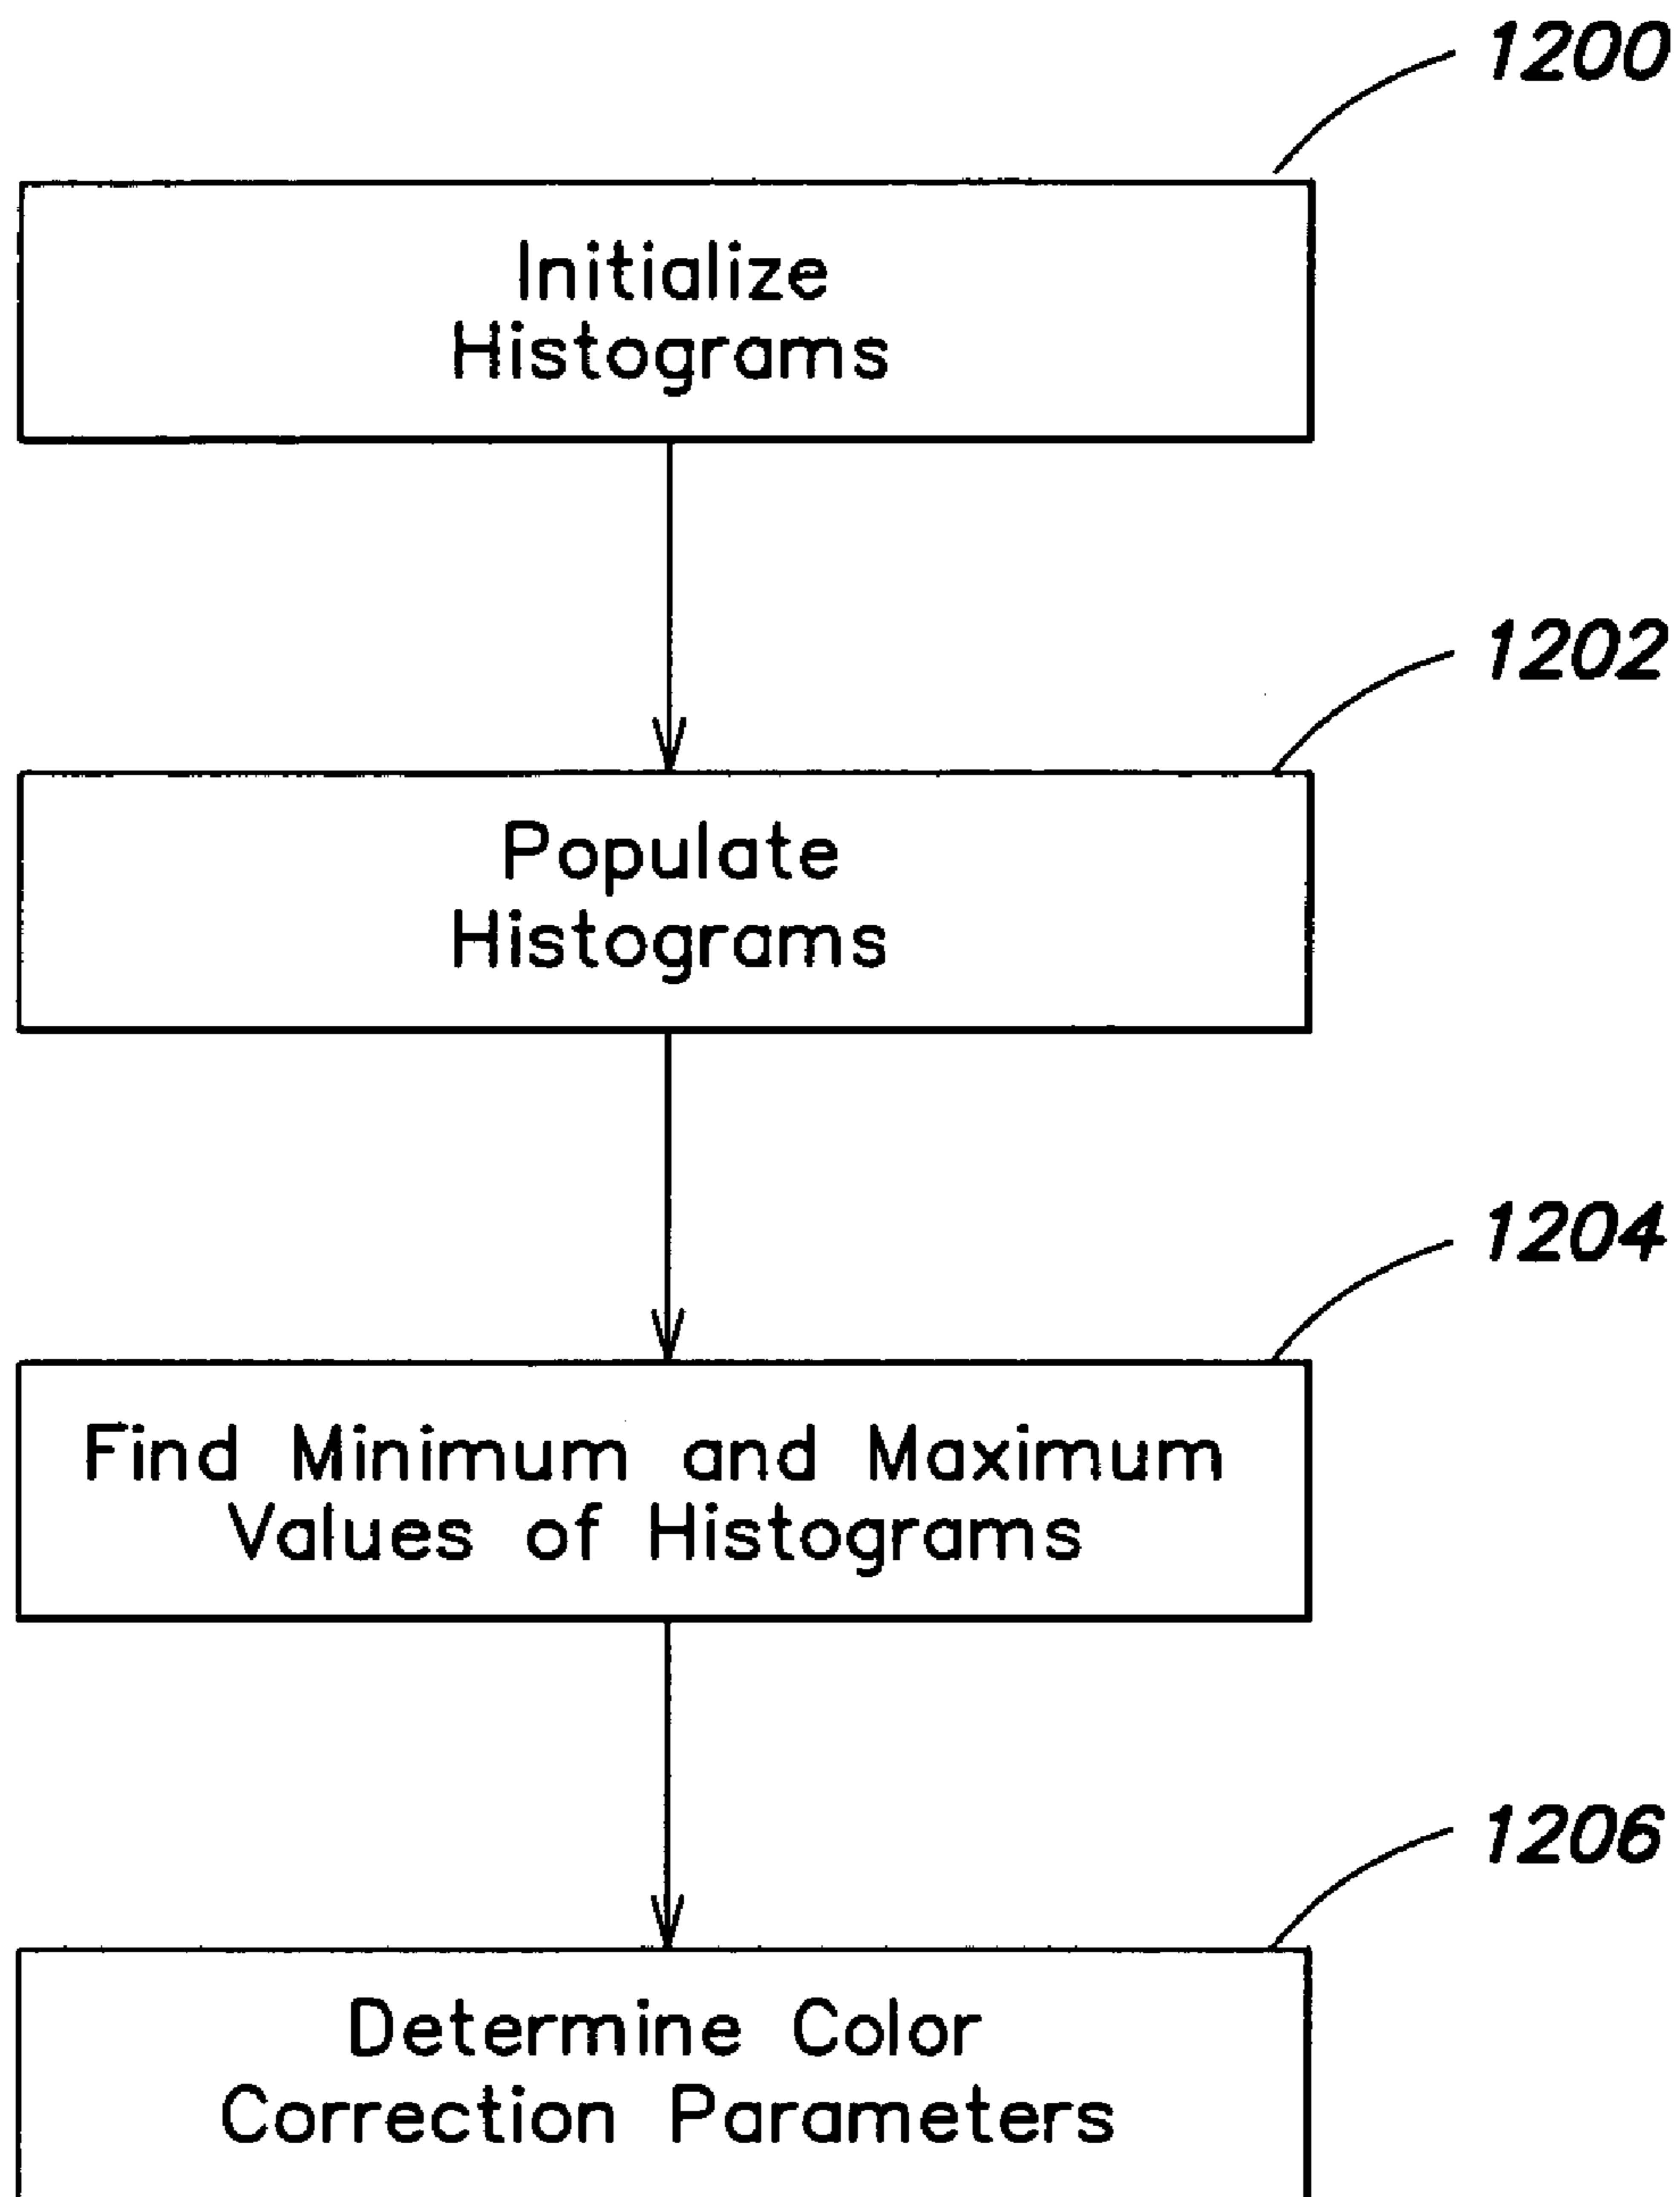 1200
Initialize
Histograms
1202
Populate
Histograms
1204
Find Minimum and Maximum
Values of Histograms
1206
Determine Color
Correction Parameters